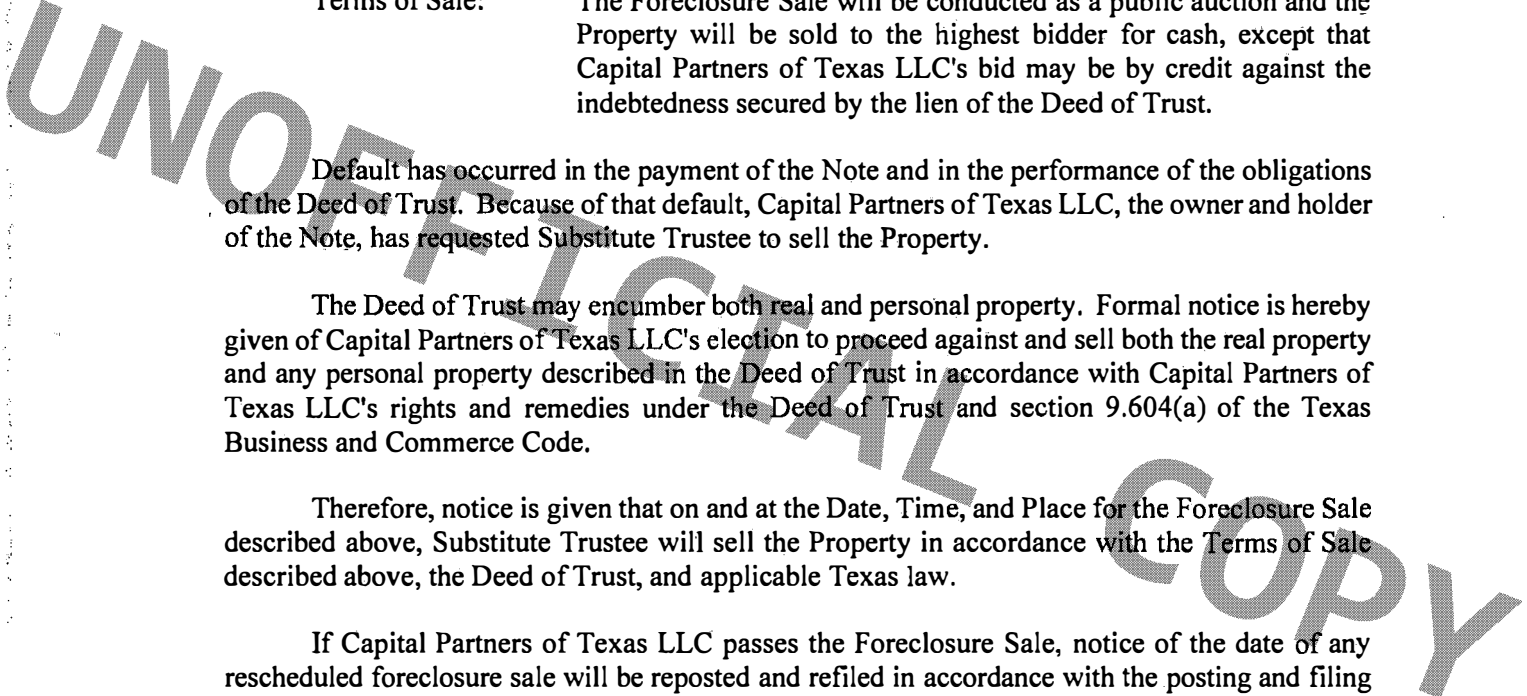 Terms of Sale: The Foreclosure Sale will be conducted as a public auction and the
Property will be sold to the highest bidder for cash, except that
Capital Partners of Texas LLC's bid may be by credit against the
indebtedness secured by the lien of the Deed of Trust.
Default has occurred in the payment of the Note and in the performance of the obligations
of the Deed of Trust. Because of that default, Capital Partners of Texas LLC, the owner and holder
of the Note, has requested Substitute Trustee to sell the Property.
The Deed of Trust may encumber both real and personal property. Formal notice is hereby
given of Capital Partners of Texas LLC's election to proceed against and sell both the real property
and any personal property described in the Deed of Trust in accordance with Capital Partners of
Texas LLC's rights and remedies under the Deed of Trust and section 9.604(a) of the Texas
Business and Commerce Code.
Therefore, notice is given that on and at the Date, Time, and Place for the Foreclosure Sale
described above, Substitute Trustee will sell the Property in accordance with the Terms of Sale
described above, the Deed of Trust, and applicable Texas law.
If Capital Partners of Texas LLC passes the Foreclosure Sale, notice of the date of any
rescheduled foreclosure sale will be reposted and refiled in accordance with the posting and filing
UNOFFICIAL COPY